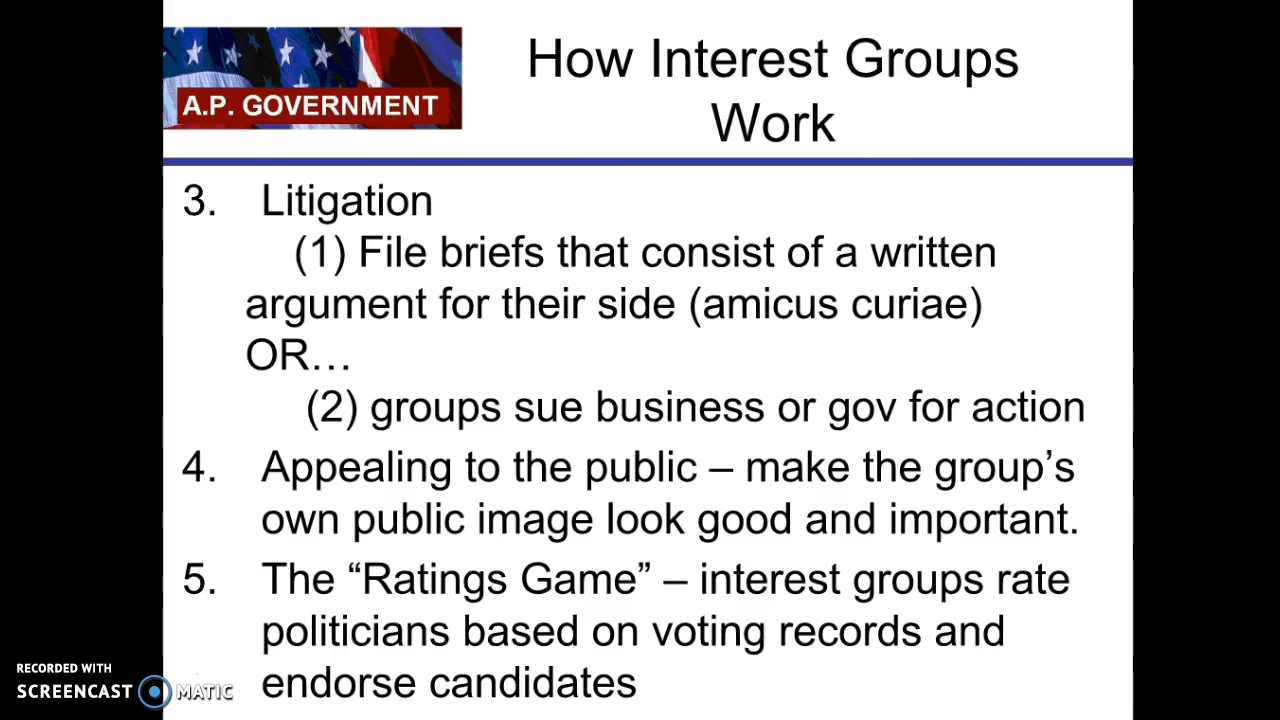 A.P. GOVERNMENT
How Interest Groups
Work
3. Litigation
(1) File briefs that consist of a written
argument for their side (amicus curiae)
OR…
(2) groups sue business or gov for action
4. Appealing to the public – make the group’s
own public image look good and important.
5. The “Ratings Game” – interest groups rate
politicians based on voting records and
endorse candidates
RECORDED WITH
SCREENCAST MATIC